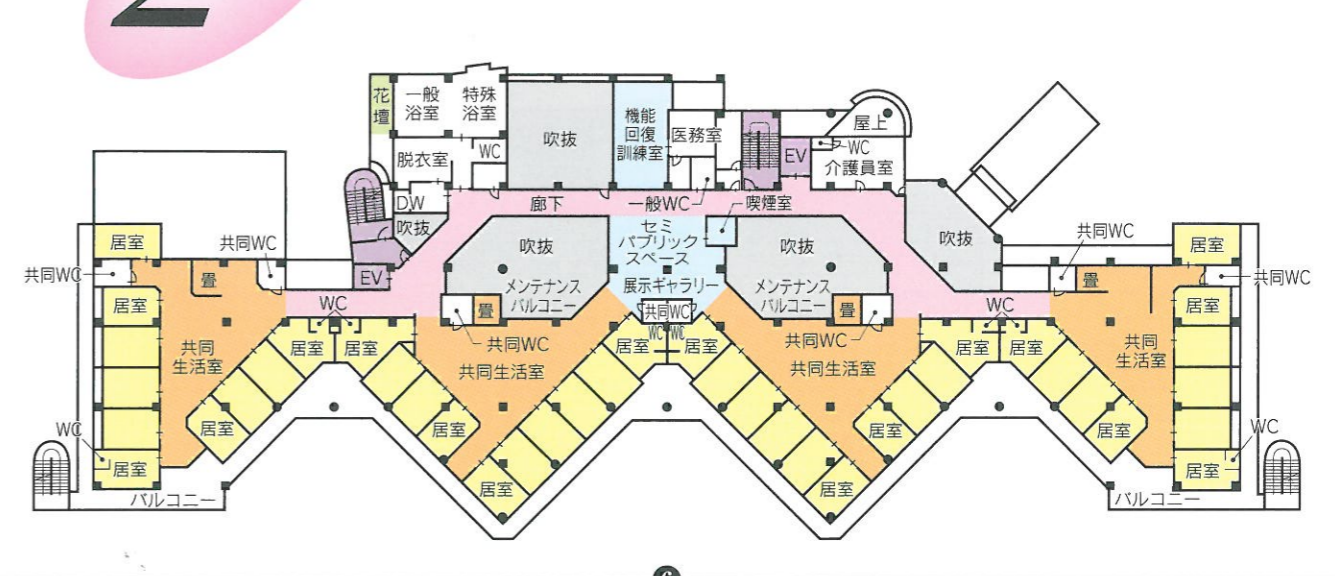 2
花
壇
一般
浴室
特殊
浴室
吹抜
機能
回復
訓練室
医務室
屋上
WC
EV
WC
介護員室
脱衣室
D.W
廊下
一般WC
喫煙室
吹抜
セミ
パブリック
スペース
吹抜
吹抜
吹抜
居室
共同WC
共同WC
居室
共同WC
畳
EV
展示ギャラリー
メンテナンス
バルコニー
メンテナンス
バルコニー
畳
共同WC
居室
WC
畳
共同WC
畳
WC
居室
共同WC
共同WC
WC
WC
居室
居室
居室
居室
居室
居室
共同
生活室
共同生活室
共同生活室
共同
生活室
居室
居室
居室
居室
WC
WC
居室
居室
居室
居室
バルコニー
バルコニー
6